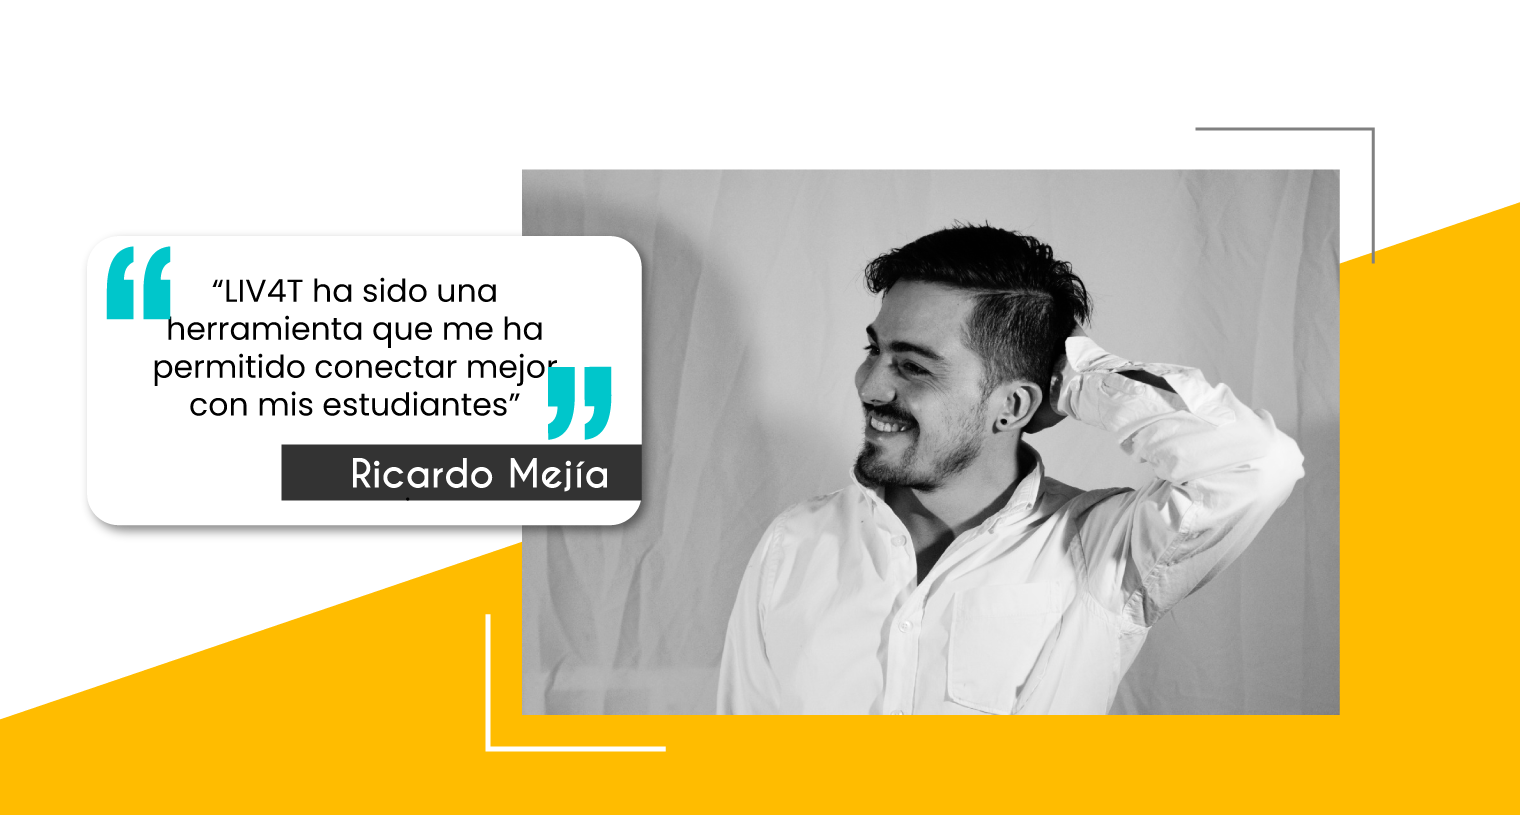 “LIV4T ha sido una
herramienta que me ha
permitido conectar mejor
con mis estudiantes”
Ricardo Mejía